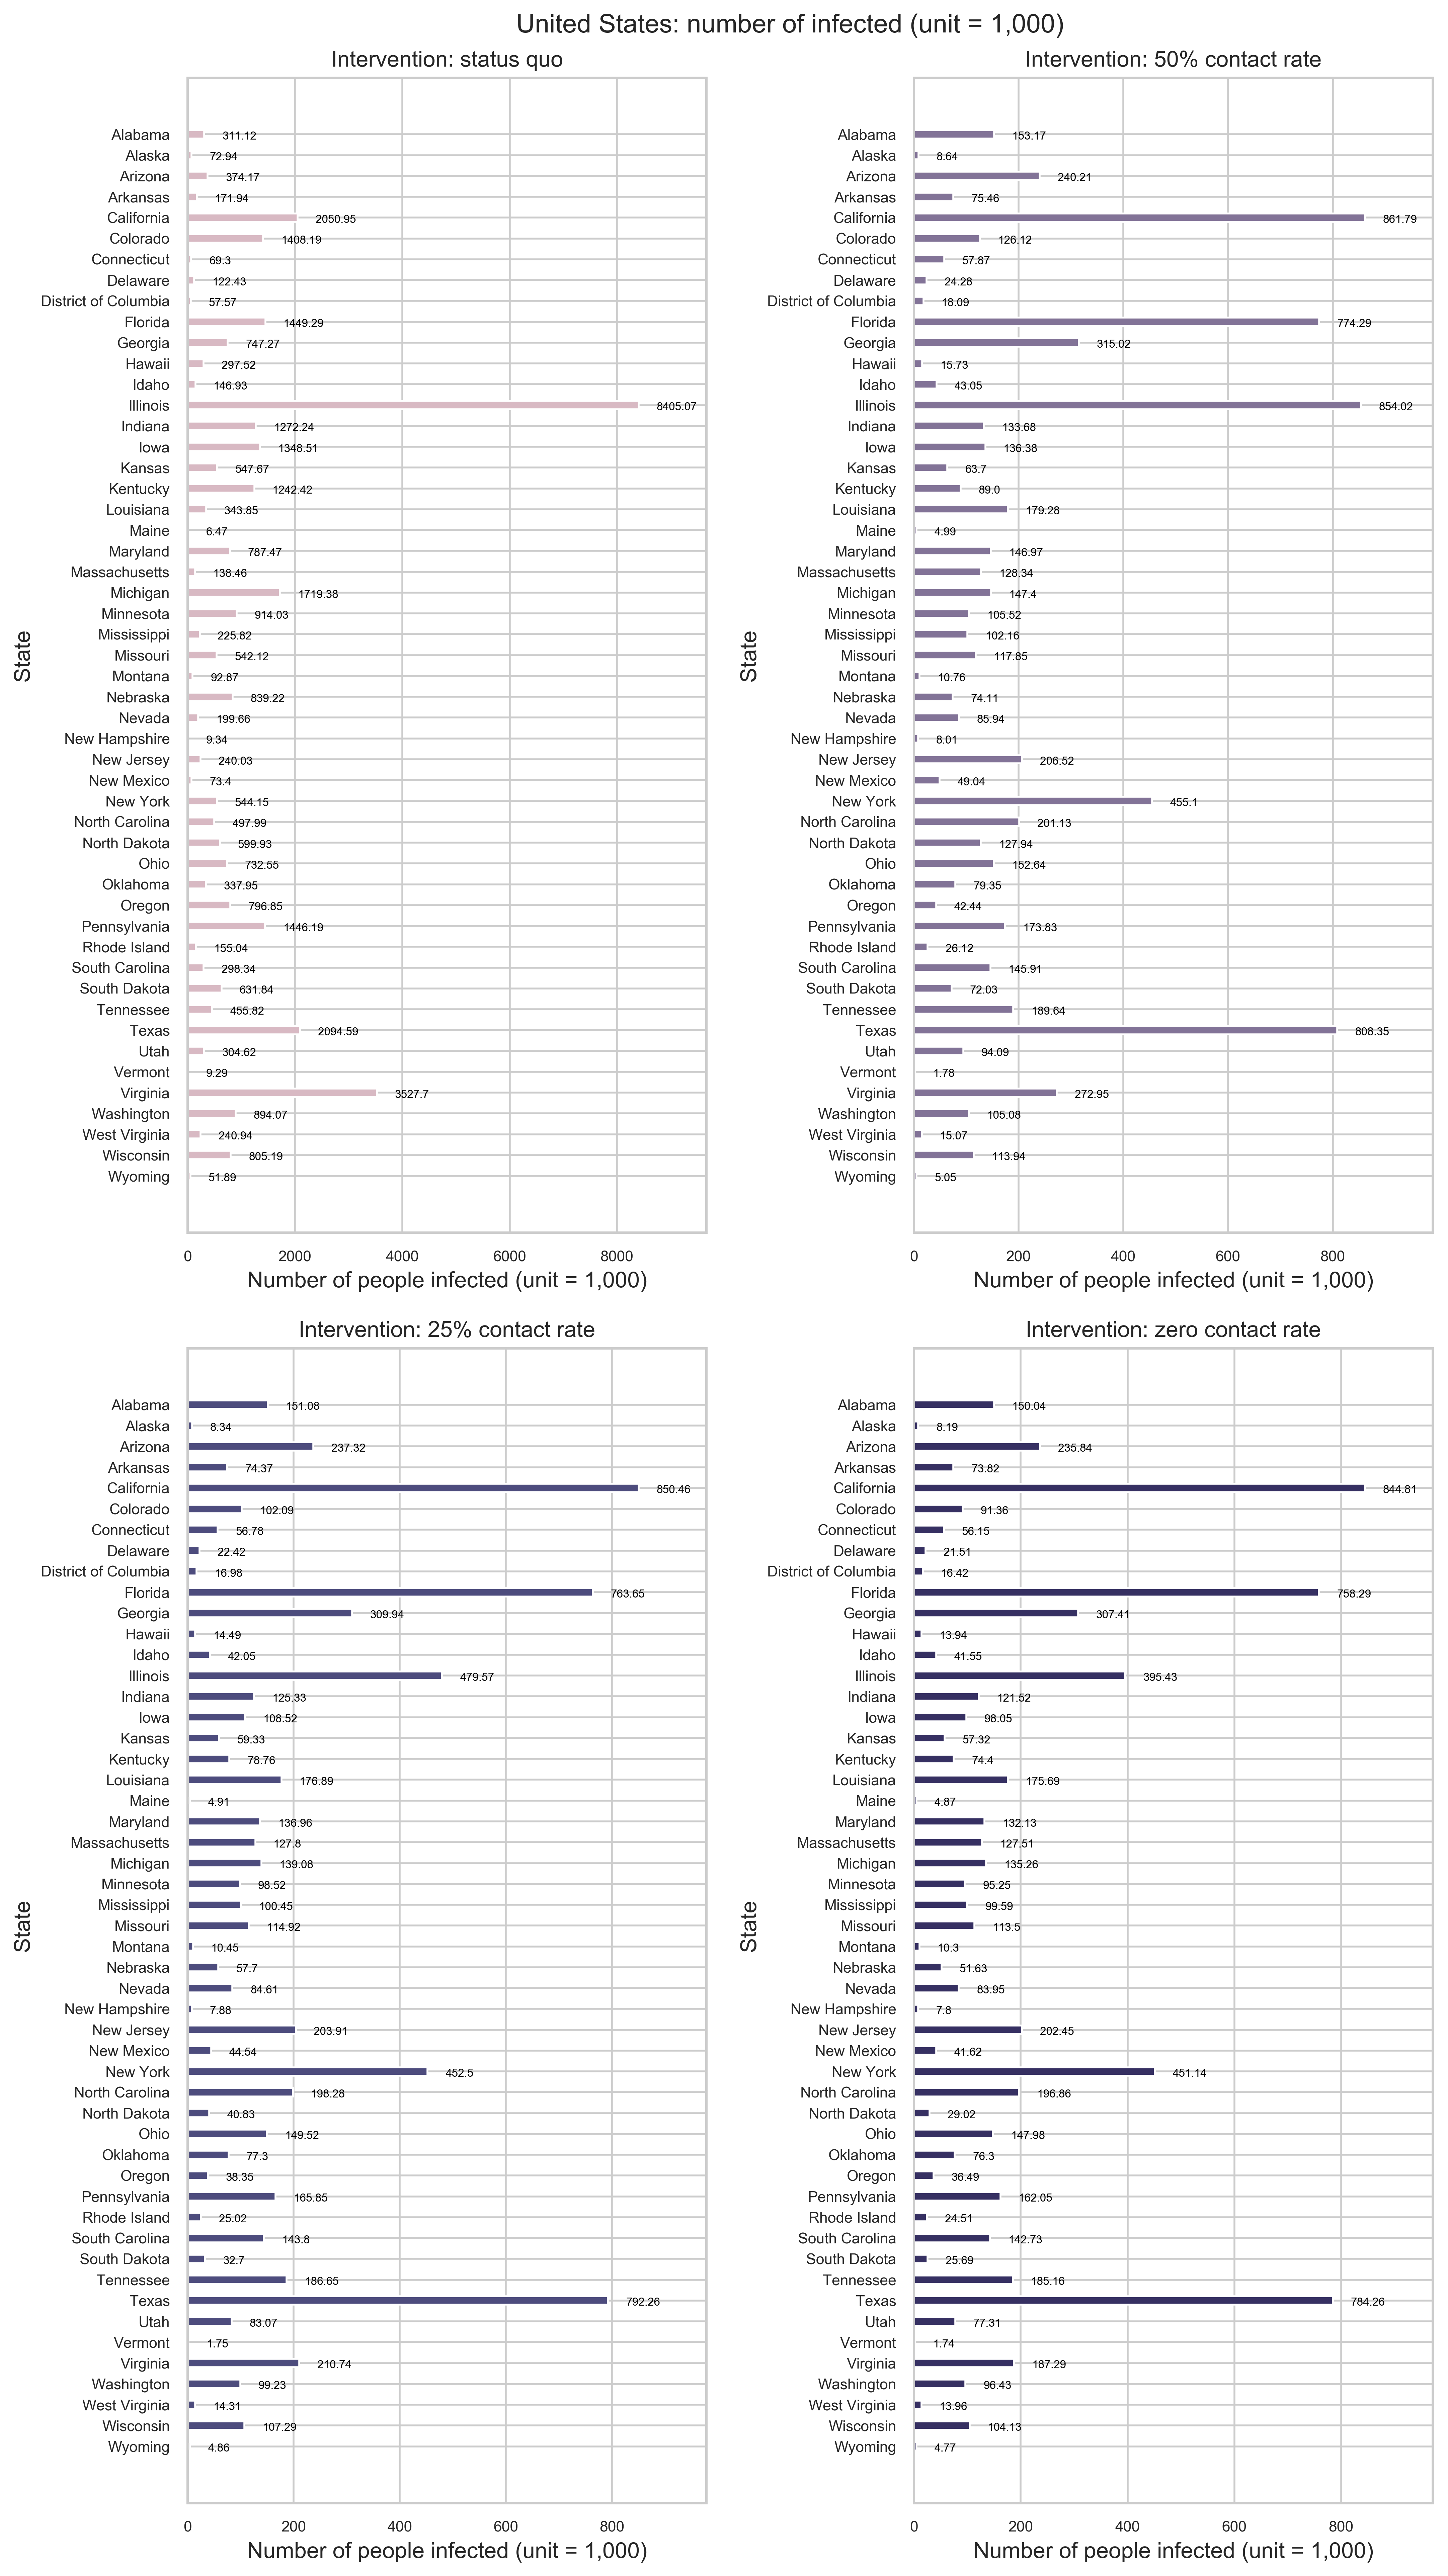 United States: number of infected (unit = 1,000)
Intervention: status quo
Alabama 311.12
Alaska 72.94
Arizona 374.17
Arkansas 171.94
California 2050.95
Colorado 1408.19
Connecticut 69.3
Delaware 122.43
District of Columbia 57.57
Florida 1449.29
Georgia 747.27
Hawaii 297.52
Idaho 146.93
Illinois 8405.07
Indiana 1272.24
Iowa 1348.51
Kansas 547.67
Kentucky 1242.42
Louisiana 343.85
Maine 6.47
Maryland 787.47
Massachusetts 138.46
Michigan 1719.38
Minnesota 914.03
Mississippi 225.82
Missouri 542.12
Montana 92.87
Nebraska 839.22
Nevada 199.66
New Hampshire 9.34
New Jersey 240.03
New Mexico 73.4
New York 544.15
North Carolina 497.99
North Dakota 599.93
Ohio 732.55
Oklahoma 337.95
Oregon 796.85
Pennsylvania 1446.19
Rhode Island 155.04
South Carolina 298.34
South Dakota 631.84
Tennessee 455.82
Texas 2094.59
Utah 304.62
Vermont 9.29
Virginia 3527.7
Washington 894.07
West Virginia 240.94
Wisconsin 805.19
Wyoming 51.89
State
0 2000 4000 6000 8000
Number of people infected (unit = 1,000)
Intervention: 50% contact rate
Alabama 153.17
Alaska 8.64
Arizona 240.21
Arkansas 75.46
California 861.79
Colorado 126.12
Connecticut 57.87
Delaware 24.28
District of Columbia 18.09
Florida 774.29
Georgia 315.02
Hawaii 15.73
Idaho 43.05
Illinois 854.02
Indiana 133.68
Iowa 136.38
Kansas 63.7
Kentucky 89.0
Louisiana 179.28
Maine 4.99
Maryland 146.97
Massachusetts 128.34
Michigan 147.4
Minnesota 105.52
Mississippi 102.16
Missouri 117.85
Montana 10.76
Nebraska 74.11
Nevada 85.94
New Hampshire 8.01
New Jersey 206.52
New Mexico 49.04
New York 455.1
North Carolina 201.13
North Dakota 127.94
Ohio 152.64
Oklahoma 79.35
Oregon 42.44
Pennsylvania 173.83
Rhode Island 26.12
South Carolina 145.91
South Dakota 72.03
Tennessee 189.64
Texas 808.35
Utah 94.09
Vermont 1.78
Virginia 272.95
Washington 105.08
West Virginia 15.07
Wisconsin 113.94
Wyoming 5.05
State
0 200 400 600 800
Number of people infected (unit = 1,000)
Intervention: 25% contact rate
Alabama 151.08
Alaska 8.34
Arizona 237.32
Arkansas 74.37
California 850.46
Colorado 102.09
Connecticut 56.78
Delaware 22.42
District of Columbia 16.98
Florida 763.65
Georgia 309.94
Hawaii 14.49
Idaho 42.05
Illinois 479.57
Indiana 125.33
Iowa 108.52
Kansas 59.33
Kentucky 78.76
Louisiana 176.89
Maine 4.91
Maryland 136.96
Massachusetts 127.8
Michigan 139.08
Minnesota 98.52
Mississippi 100.45
Missouri 114.92
Montana 10.45
Nebraska 57.7
Nevada 84.61
New Hampshire 7.88
New Jersey 203.91
New Mexico 44.54
New York 452.5
North Carolina 198.28
North Dakota 40.83
Ohio 149.52
Oklahoma 77.3
Oregon 38.35
Pennsylvania 165.85
Rhode Island 25.02
South Carolina 143.8
South Dakota 32.7
Tennessee 186.65
Texas 792.26
Utah 83.07
Vermont 1.75
Virginia 210.74
Washington 99.23
West Virginia 14.31
Wisconsin 107.29
Wyoming 4.86
State
0 200 400 600 800
Number of people infected (unit = 1,000)
Intervention: zero contact rate
Alabama 150.04
Alaska 8.19
Arizona 235.84
Arkansas 73.82
California 844.81
Colorado 91.36
Connecticut 56.15
Delaware 21.51
District of Columbia 16.42
Florida 758.29
Georgia 307.41
Hawaii 13.94
Idaho 41.55
Illinois 395.43
Indiana 121.52
Iowa 98.05
Kansas 57.32
Kentucky 74.4
Louisiana 175.69
Maine 4.87
Maryland 132.13
Massachusetts 127.51
Michigan 135.26
Minnesota 95.25
Mississippi 99.59
Missouri 113.5
Montana 10.3
Nebraska 51.63
Nevada 83.95
New Hampshire 7.8
New Jersey 202.45
New Mexico 41.62
New York 451.14
North Carolina 196.86
North Dakota 29.02
Ohio 147.98
Oklahoma 76.3
Oregon 36.49
Pennsylvania 162.05
Rhode Island 24.51
South Carolina 142.73
South Dakota 25.69
Tennessee 185.16
Texas 784.26
Utah 77.31
Vermont 1.74
Virginia 187.29
Washington 96.43
West Virginia 13.96
Wisconsin 104.13
Wyoming 4.77
State
0 200 400 600 800
Number of people infected (unit = 1,000)